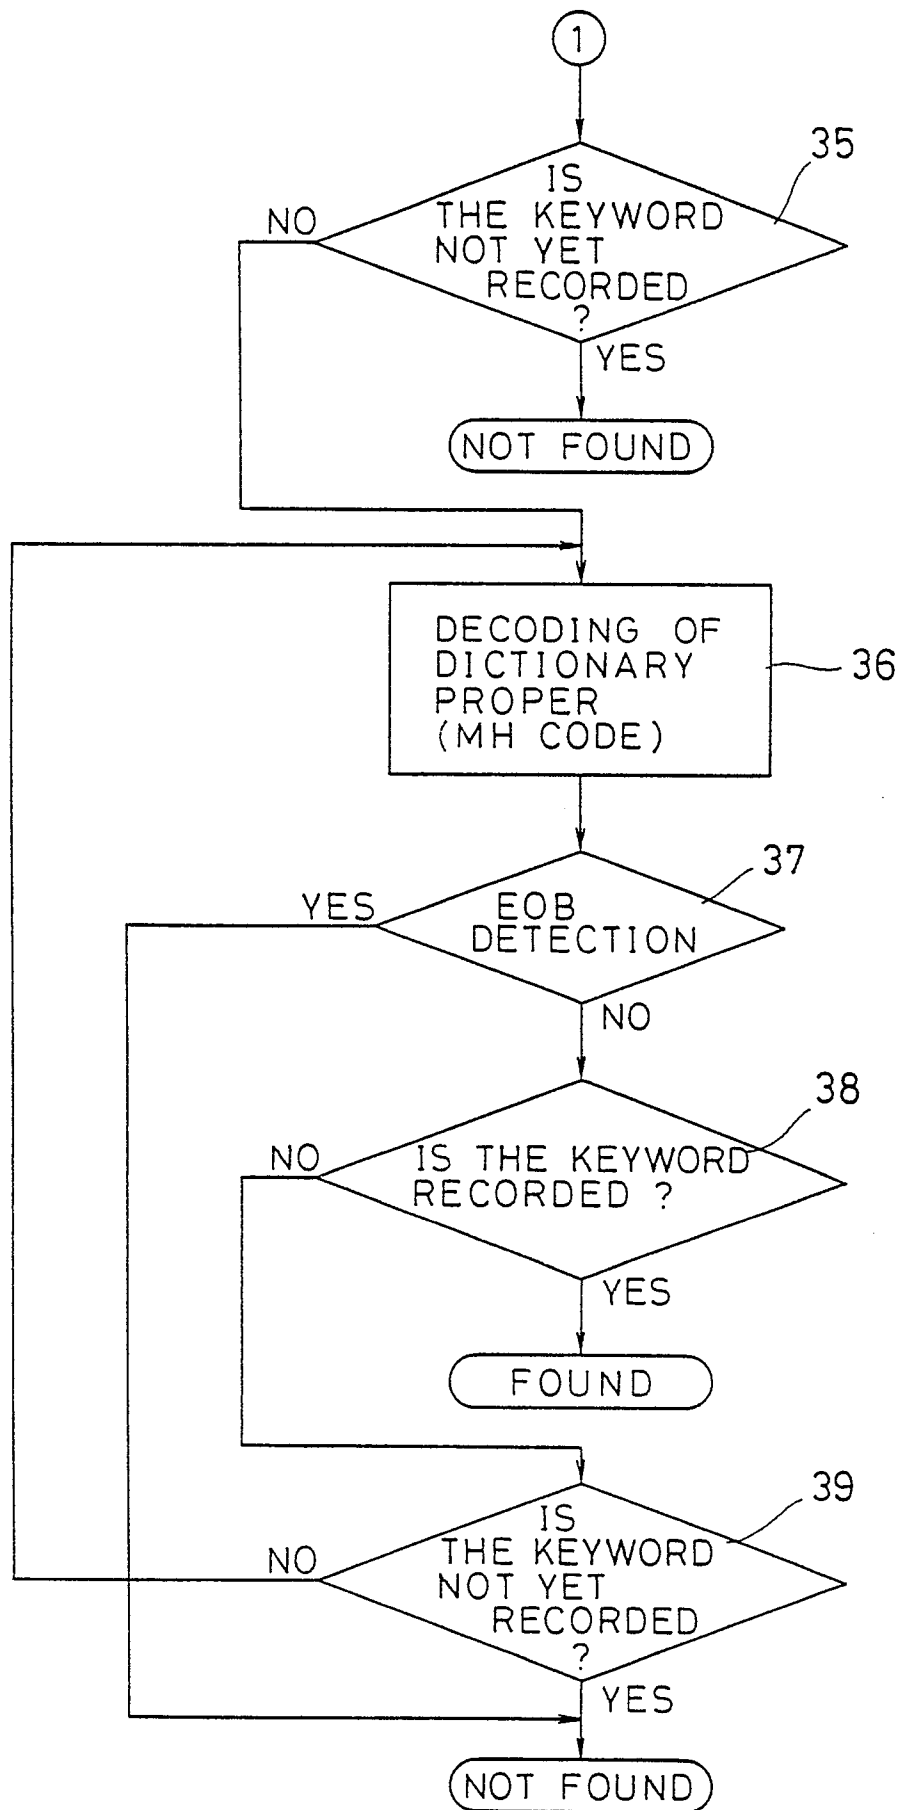 1
35
IS
NO
THE KEYWORD
NOT YET
RECORDED
?
YES
NOT FOUND
DECODING OF
DICTIONARY
PROPER
(MH CODE)
36
37
YES
EOB
DETECTION
NO
38
NO
IS THE KEYWORD
RECORDED ?
YES
FOUND
39
IS
THE KEYWORD
NO
NOT YET
RECORDED
?
YES
NOT FOUND